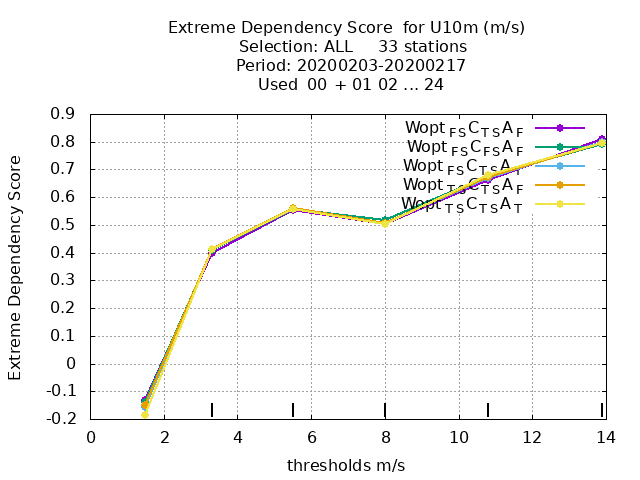 Extreme Dependency Score for U10m (m/s)
Selection: ALL 33 stations
Period: 20200203-20200217
Used 00 + 01 02 ... 24
Extreme Dependency Score
0.9
0.8
0.7
0.6
0.5
0.4
0.3
0.2
0.1
0
-0.1
-0.2
Wopt FS C TS A F
Wopt FS C FS A F
Wopt FS C TS A T
Wopt TS C TS A F
Wopt TS C TS A T
0 2 4 6 8 10 12 14
thresholds m/s